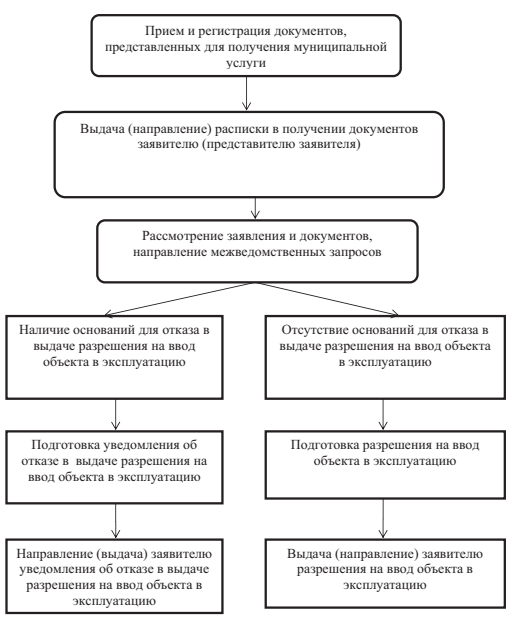 Прием и регистрация документов,
представленных для получения муниципальной
услуги
Выдача (направление) расписки в получении документов
заявителю (представителю заявителя)
Рассмотрение заявления и документов,
направление межведомственных запросов
Наличие оснований для отказа в
выдаче разрешения на ввод
объекта в эксплуатацию
Отсутствие оснований для отказа в
выдаче разрешения на ввод объекта
в эксплуатацию
Подготовка уведомления об
отказе в выдаче разрешения на
ввод объекта в эксплуатацию
Подготовка разрешения на ввод
объекта в эксплуатацию
Направление (выдача) заявителю
уведомления об отказе в выдаче
разрешения на ввод объекта в
эксплуатацию
Выдача (направление) заявителю
разрешения на ввод объекта в
эксплуатацию